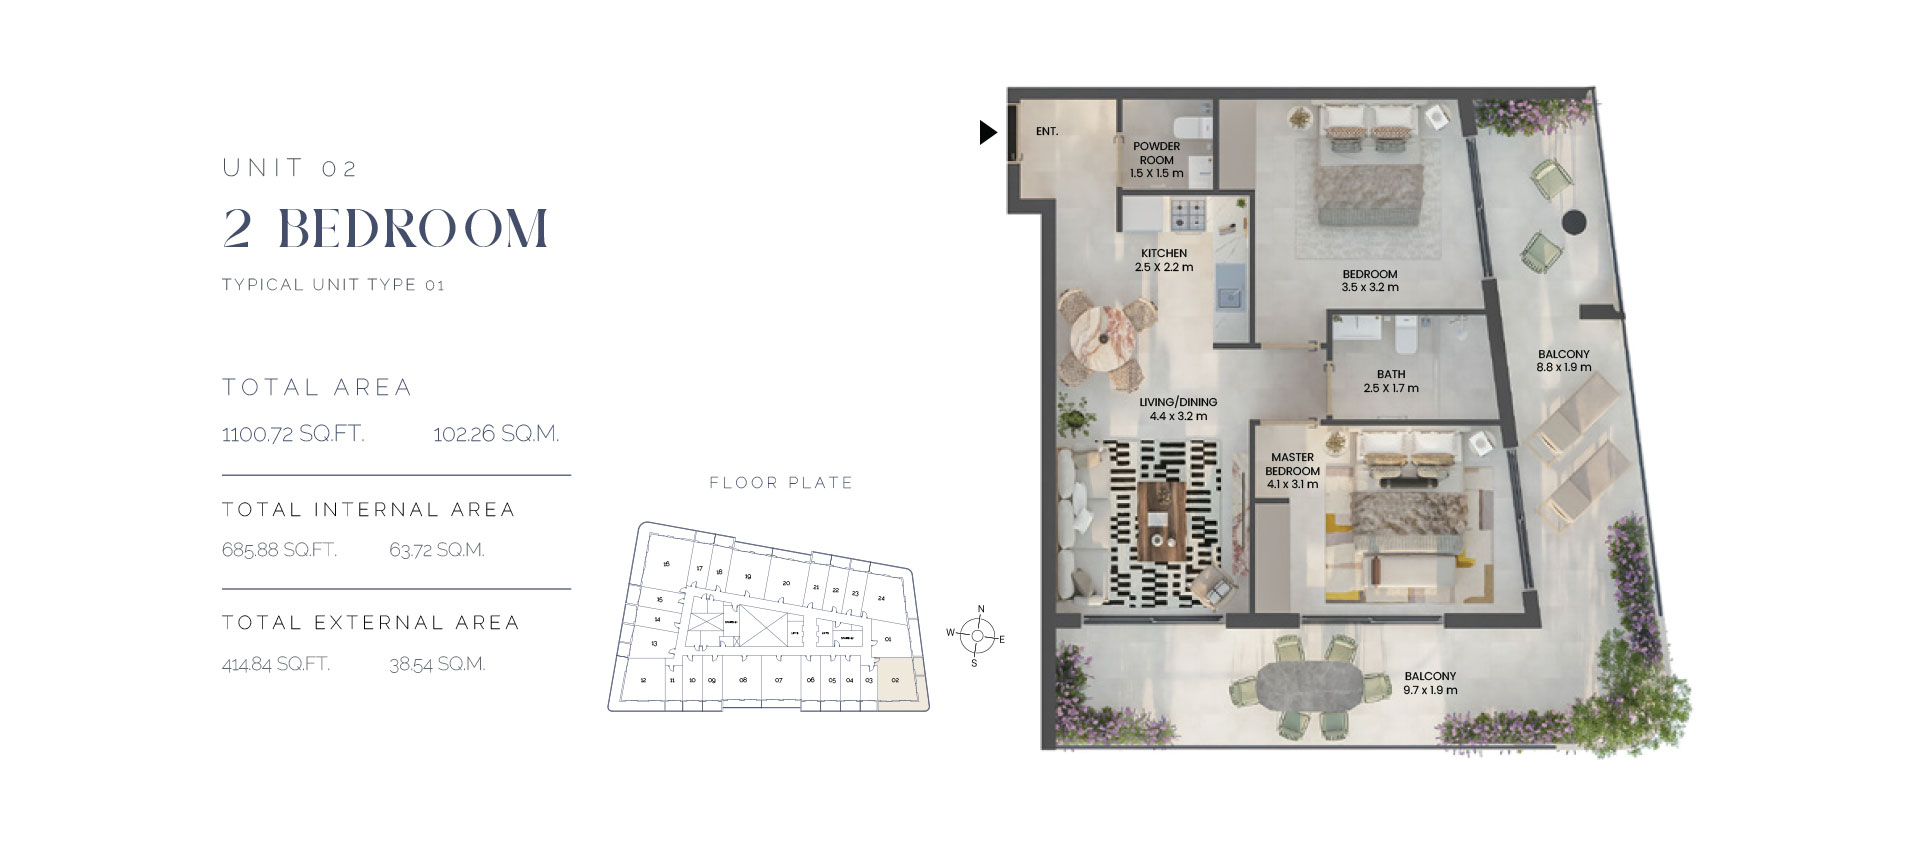 UNIT 02
2 BEDROOM
TYPICAL UNIT TYPE 01
TOTAL AREA
1100.72 SQ.FT. 102.26 SQ.M.
TOTAL INTERNAL AREA
685.88 SQ.FT. 63.72 SQ.M.
TOTAL EXTERNAL AREA
414.84 SQ.FT. 38.54 SQ.M.
FLOOR PLATE
16 17 18 19 20 21 22 23 24
15
14
13
01
12 11 10 09 08 07 06 05 04 03 02
N
W E
S
ENT.
POWDER
ROOM
1.5 X 1.5 m
KITCHEN
2.5 X 2.2 m
BEDROOM
3.5 x 3.2 m
BALCONY
8.8 x 1.9 m
BATH
2.5 X 1.7 m
LIVING/DINING
4.4 x 3.2 m
MASTER
BEDROOM
4.1 x 3.1 m
BALCONY
9.7 x 1.9 m